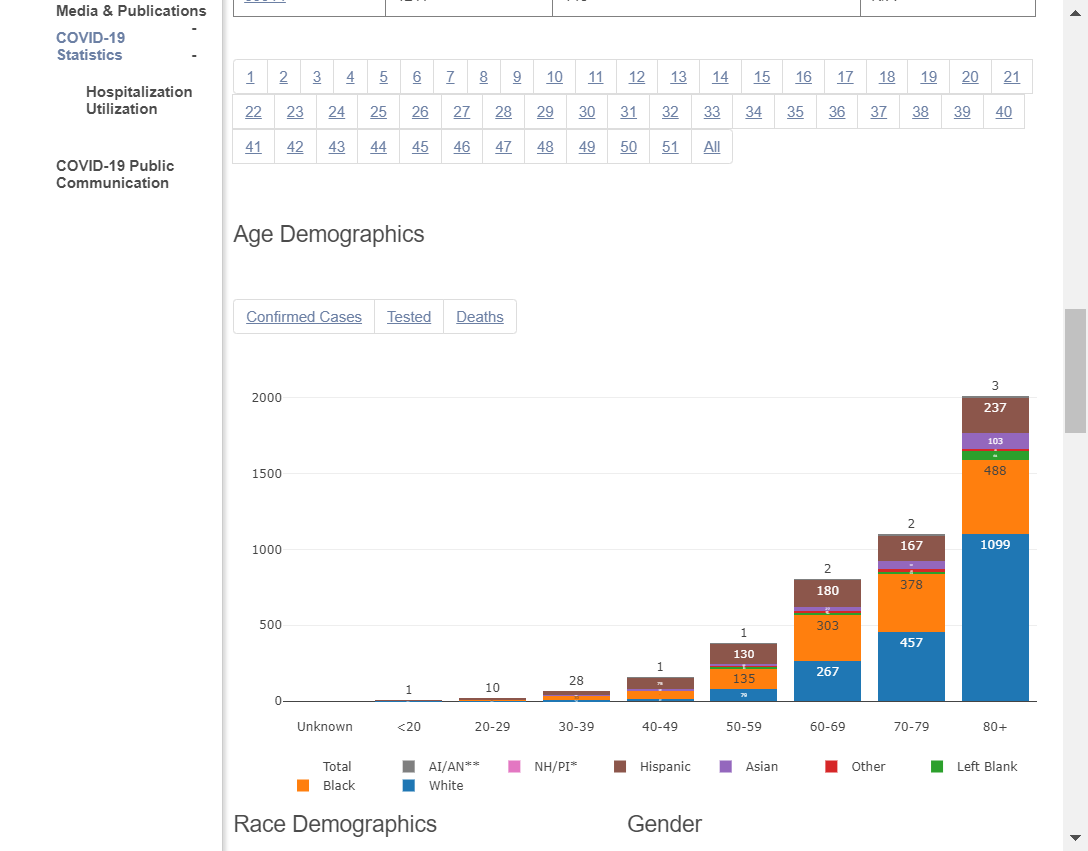 Media & Publications
-
COVID-19
Statistics -
Hospitalization
Utilization
COVID-19 Public
Communication
1 2 3 4 5 6 7 8 9 10 11 12 13 14 15 16 17 18 19 20 21
22 23 24 25 26 27 28 29 30 31 32 33 34 35 36 37 38 39 40
41 42 43 44 45 46 47 48 49 50 51 All
Age Demographics
Confirmed Cases Tested Deaths
3
2000 237
103
1500 488
2
1000 167 1099
2
180 378
1
500 303 457
130
1 135 267
28
10
1
0
Unknown <20 20-29 30-39 40-49 50-59 60-69 70-79 80+
Total AI/AN** NH/PI* Hispanic Asian Other Left Blank
Black White
Race Demographics Gender